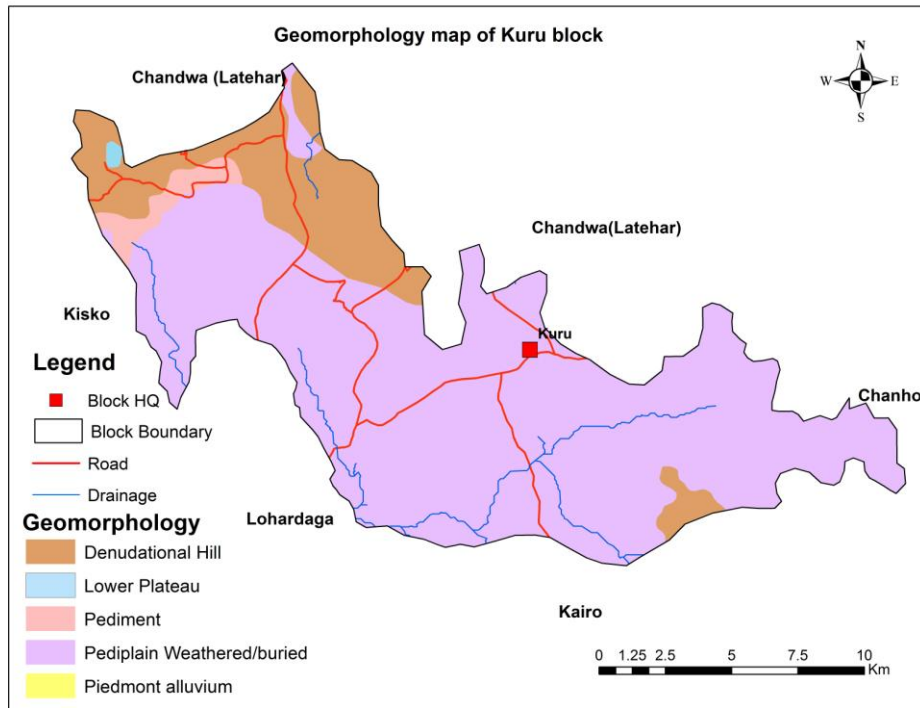 Geomorphology map of Kuru block
Chandwa (Latehar)
N
W E
S
Chandwa(Latehar)
Kisko
Kuru
Chanho
Legend
Block HQ
Block Boundary
Road
Drainage
Lohardaga
Geomorphology
Denudational Hill
Lower Plateau
Pediment
Pediplain Weathered/buried
Piedmont alluvium
Kairo
0 1.25 2.5 5 7.5 10
Km